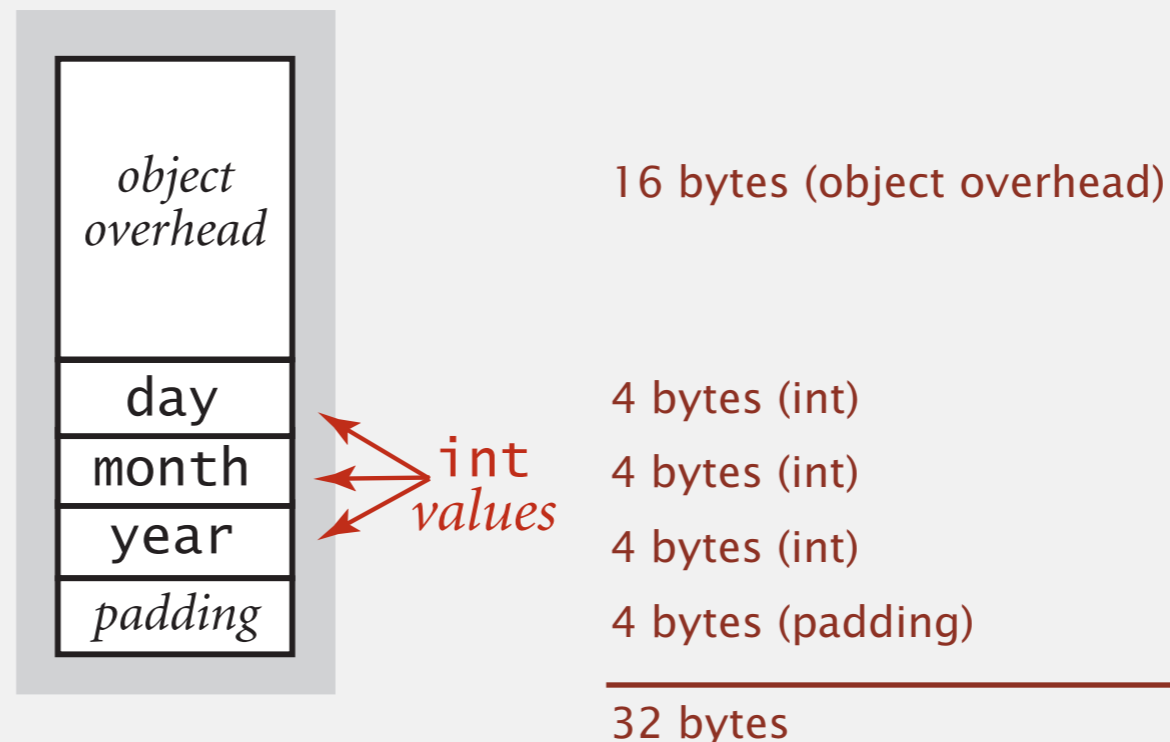 object
overhead
16 bytes (object overhead)
day
4 bytes (int)
month
int
4 bytes (int)
values
year
4 bytes (int)
padding
4 bytes (padding)
32 bytes